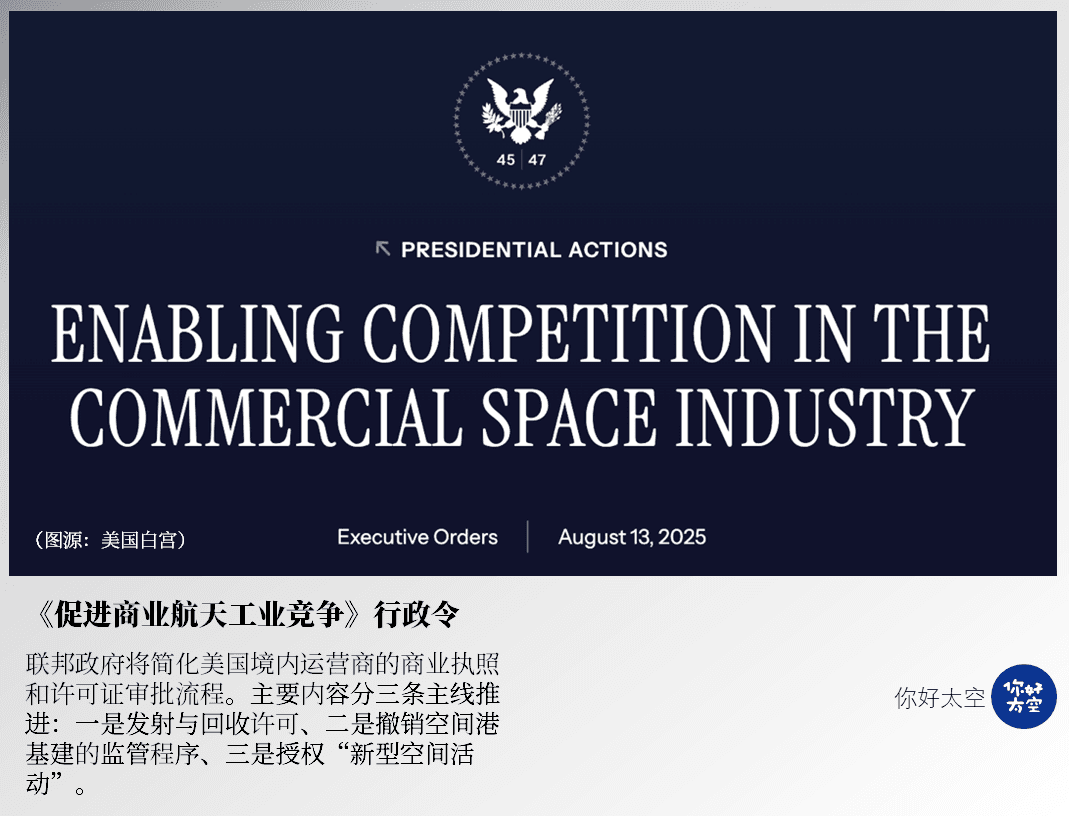 45 | 47
PRESIDENTIAL ACTIONS
ENABLING COMPETITION IN THE
COMMERCIAL SPACE INDUSTRY
（图源：美国白宫）
Executive Orders | August 13, 2025
《促进商业航天工业竞争》行政令
联邦政府将简化美国境内运营商的商业执照
和许可证审批流程。主要内容分三条主线推
进：一是发射与回收许可、二是撤销空间港
基建的监管程序、三是授权“新型空间活
动”。
你好太空
你好
太空